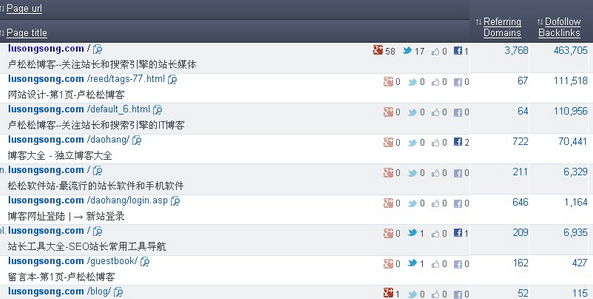 Page url
Page title
Referring Domains
Dofollow Backlinks
lusongsong.com / 58 17 0 1 3,768 463,705
卢松松博客--关注站长和搜索引擎的站长媒体
lusongsong.com /reed/tags-77.html 0 0 0 0 67 111,518
网站设计-第1页-卢松松博客
lusongsong.com /default_6.html 0 0 0 0 64 110,956
卢松松博客--关注站长和搜索引擎的IT博客
lusongsong.com /daohang/ 0 0 0 2 722 70,441
博客大全 - 独立博客大全
n. lusongsong.com / 0 0 0 0 211 6,329
松松软件站-最流行的站长软件和手机软件
lusongsong.com /daohang/login.asp 0 0 0 0 646 1,164
博客网址登陆 | → 新站登录
l. lusongsong.com / 0 1 0 1 209 6,935
站长工具大全-SEO站长常用工具导航
lusongsong.com /guestbook/ 0 1 0 0 162 427
留言本-第1页-卢松松博客
lusongsong.com /blog/ 1 0 0 0 52 115